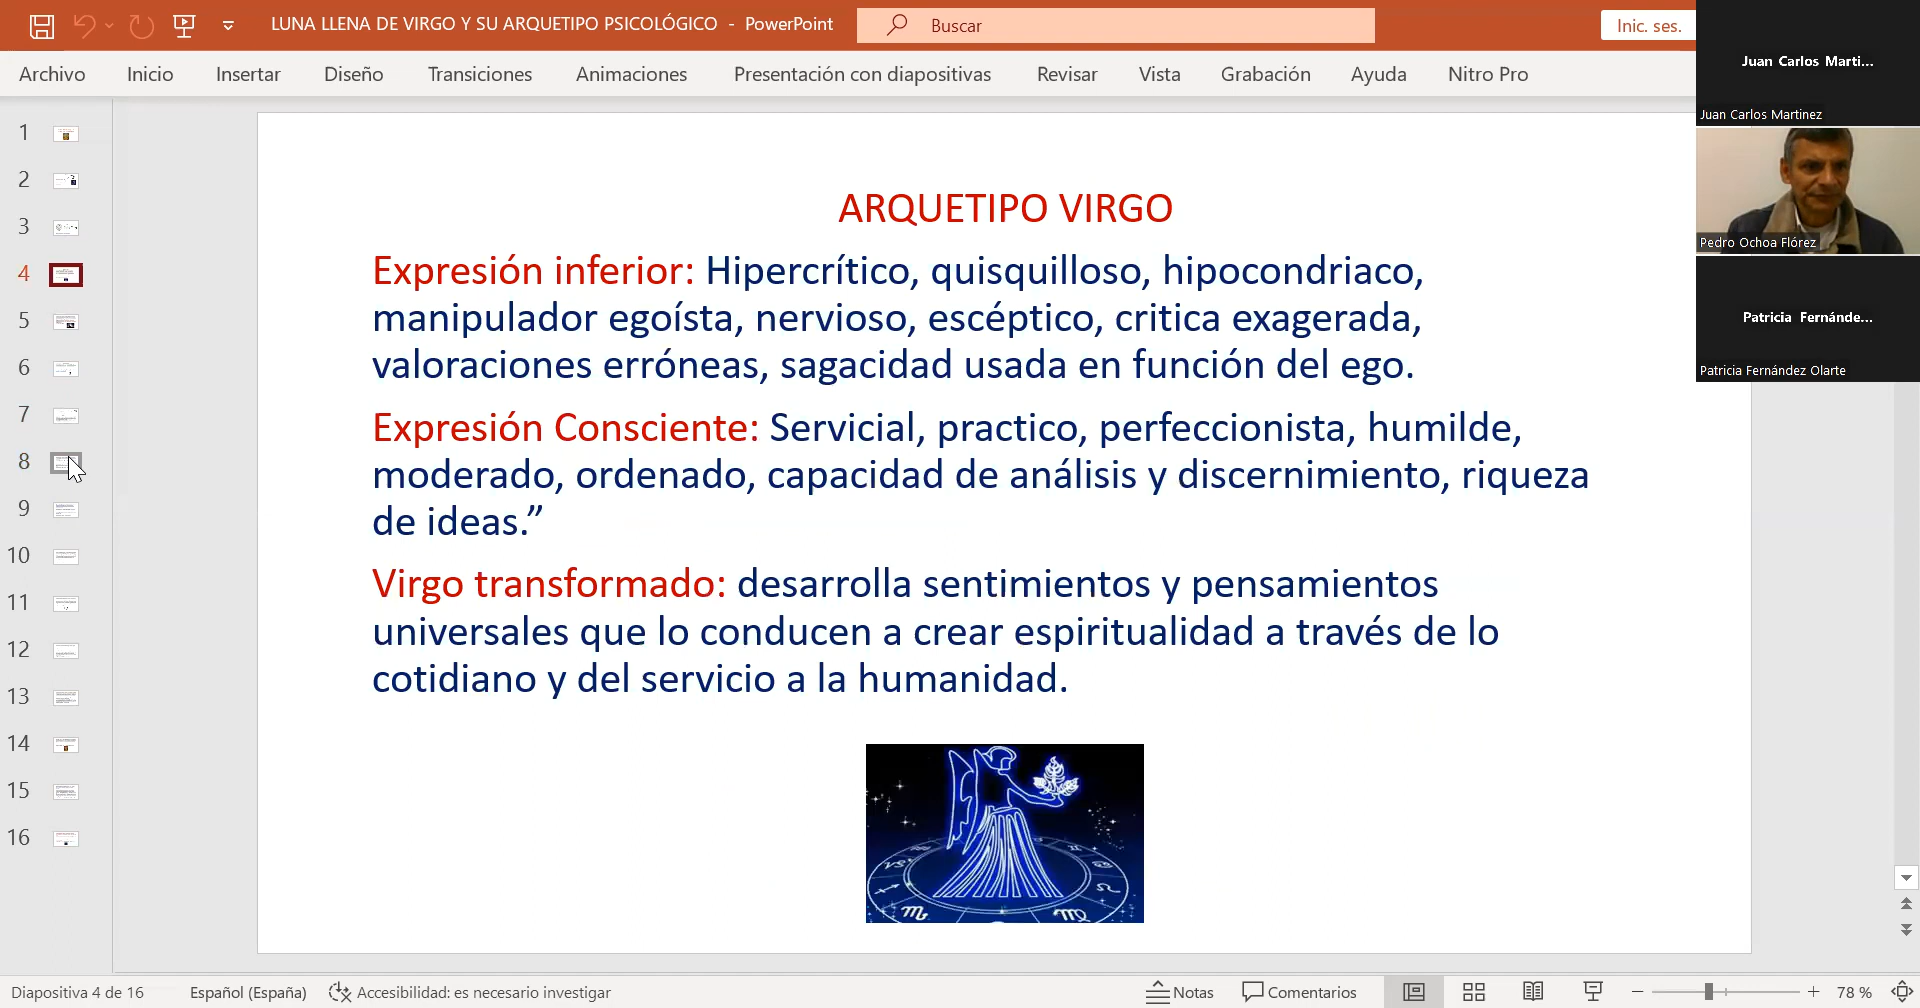 LUNA LLENA DE VIRGO Y SU ARQUETIPO PSICOLÓGICO - PowerPoint
Buscar
Inic. ses.
Archivo Inicio Insertar Diseño Transiciones Animaciones Presentación con diapositivas Revisar Vista Grabación Ayuda Nitro Pro
Juan Carlos Marti...
Juan Carlos Martinez
Pedro Ochoa Flórez
Patricia Fernánde...
Patricia Fernández Olarte
1
2
3
4
5
6
7
8
9
10
11
12
13
14
15
16
ARQUETIPO VIRGO
Expresión inferior: Hipercrítico, quisquilloso, hipocondriaco,
manipulador egoísta, nervioso, escéptico, critica exagerada,
valoraciones erróneas, sagacidad usada en función del ego.
Expresión Consciente: Servicial, practico, perfeccionista, humilde,
moderado, ordenado, capacidad de análisis y discernimiento, riqueza
de ideas.”
Virgo transformado: desarrolla sentimientos y pensamientos
universales que lo conducen a crear espiritualidad a través de lo
cotidiano y del servicio a la humanidad.
Diapositiva 4 de 16 Español (España) Accesibilidad: es necesario investigar Notas Comentarios 78 %